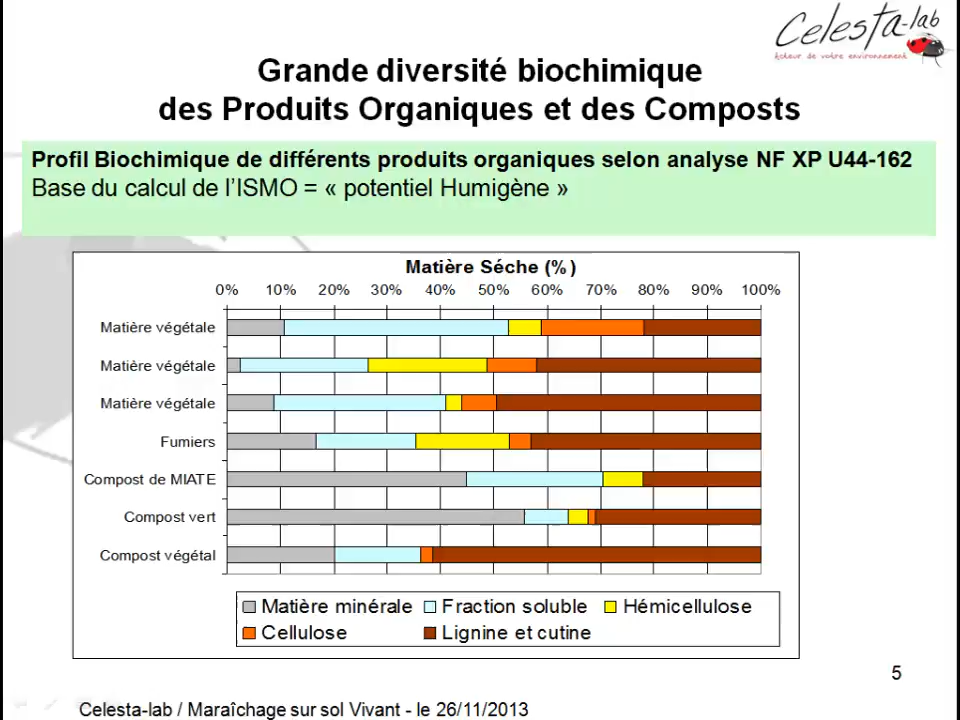 Celesta-lab
Acteur de votre environnement
Grande diversité biochimique
des Produits Organiques et des Composts
Profil Biochimique de différents produits organiques selon analyse NF XP U44-162
Base du calcul de l'ISMO = « potentiel Humigène »
Matière Séche (%)
0% 10% 20% 30% 40% 50% 60% 70% 80% 90% 100%
Matière végétale
Matière végétale
Matière végétale
Fumiers
Compost de MIATE
Compost vert
Compost végétal
Matière minérale Fraction soluble Hémicellulose
Cellulose Lignine et cutine
5
Celesta-lab / Maraîchage sur sol Vivant - le 26/11/2013